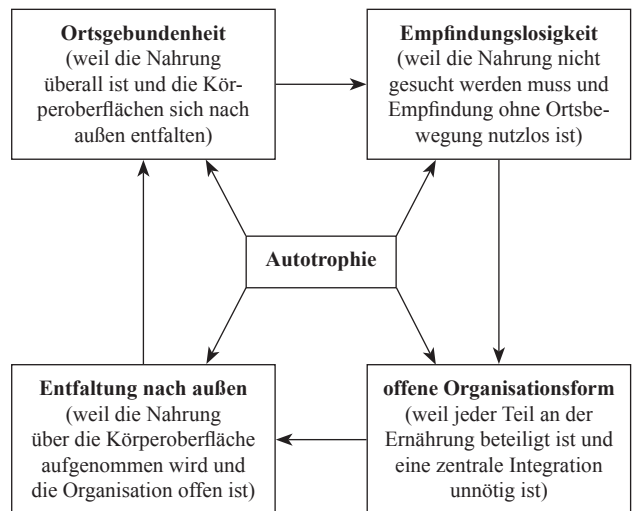 Ortsgebundenheit
(weil die Nahrung
überall ist und die Kör-
peroberflächen sich nach
außen entfalten)
Empfindungslosigkeit
(weil die Nahrung nicht
gesucht werden muss und
Empfindung ohne Ortsbe-
wegung nutzlos ist)
Autotrophie
Entfaltung nach außen
(weil die Nahrung
über die Körperoberfläche
aufgenommen wird und
die Organisation offen ist)
offene Organisationsform
(weil jeder Teil an der
Ernährung beteiligt ist und
eine zentrale Integration
unnötig ist)